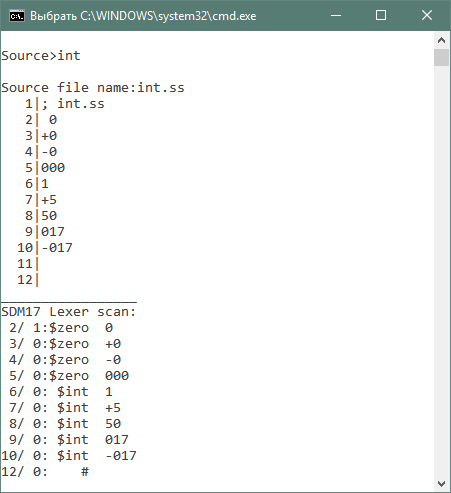 Выбрать C:\WINDOWS\system32\cmd.exe
Source>int
Source file name:int.ss
   1|; int.ss
   2| 0
   3|+0
   4|-0
   5|000
   6|1
   7|+5
   8|50
   9|017
  10|-017
  11|
  12|
_________________
SDM17 Lexer scan:
 2/ 1:$zero  0
 3/ 0:$zero  +0
 4/ 0:$zero  -0
 5/ 0:$zero  000
 6/ 0: $int  1
 7/ 0: $int  +5
 8/ 0: $int  50
 9/ 0: $int  017
10/ 0: $int  -017
12/ 0:    #